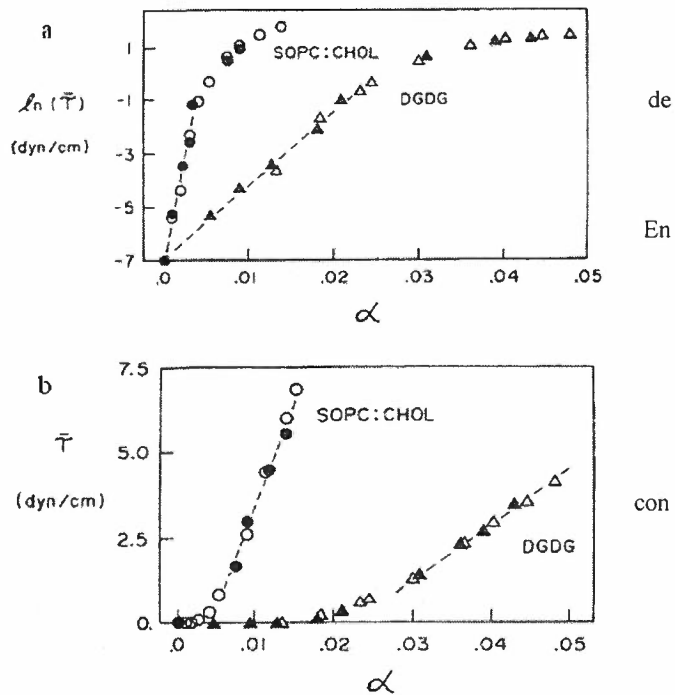 a
1
SOPC:CHOL
ℓn (T̄)
-1
DGDG
de
(dyn/cm)
-3
-5
En
-7
.0 .01 .02 .03 .04 .05
α
b
7.5
SOPC:CHOL
T̄
5.0
(dyn/cm)
con
2.5
DGDG
0.
.0 .01 .02 .03 .04 .05
α